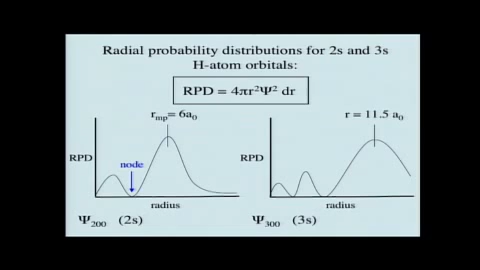 Radial probability distributions for 2s and 3s
H-atom orbitals:
RPD = 4πr²Ψ² dr
r_mp = 6a₀
r = 11.5 a₀
RPD
node
RPD
radius
radius
Ψ₂₀₀ (2s)
Ψ₃₀₀ (3s)